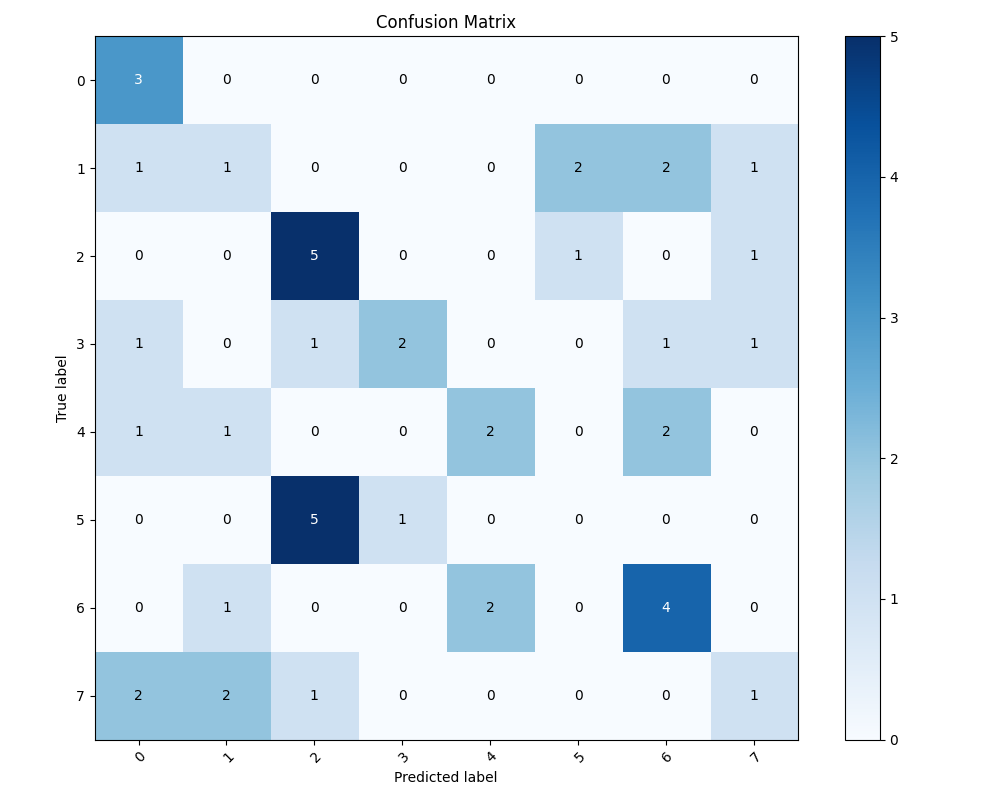 Confusion Matrix
0 3 0 0 0 0 0 0 0
1 1 1 0 0 0 2 2 1
2 0 0 5 0 0 1 0 1
3 1 0 1 2 0 0 1 1
4 1 1 0 0 2 0 2 0
5 0 0 5 1 0 0 0 0
6 0 1 0 0 2 0 4 0
7 2 2 1 0 0 0 0 1
0 1 2 3 4 5 6 7
Predicted label
True label
5
4
3
2
1
0